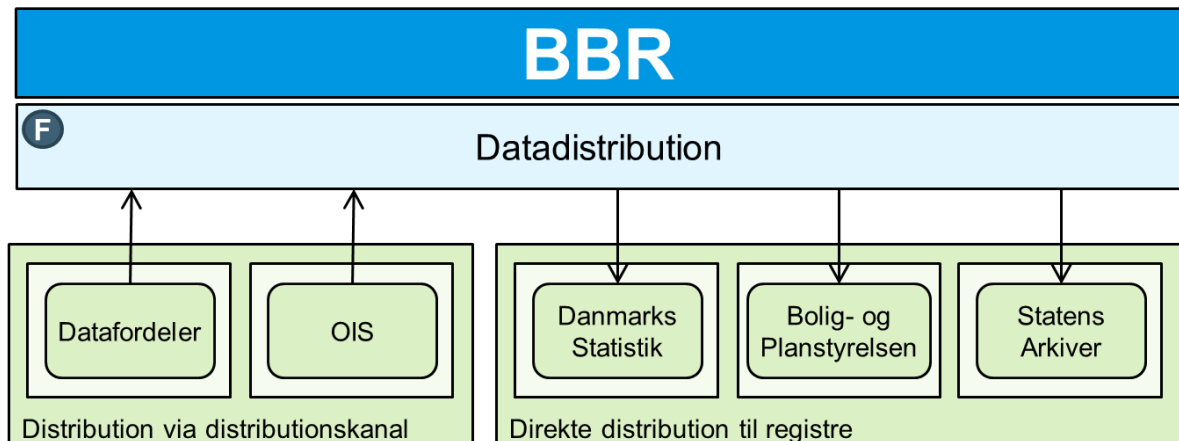 BBR
F
Datadistribution
Datafordeler
OIS
Danmarks
Statistik
Bolig- og
Planstyrelsen
Statens
Arkiver
Distribution via distributionskanal
Direkte distribution til registre